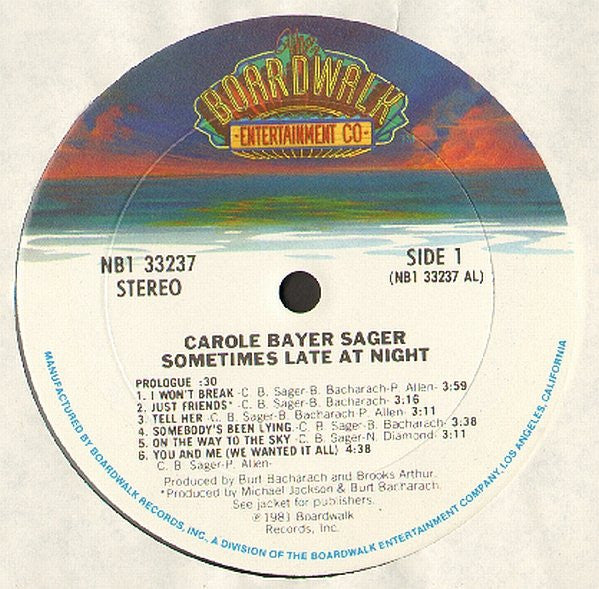 The
BOARDWALK
-ENTERTAINMENT CO-
NB1 33237
STEREO
SIDE 1
(NB1 33237 AL)
CAROLE BAYER SAGER
SOMETIMES LATE AT NIGHT
PROLOGUE :30
1. I WON'T BREAK -C. B. Sager-B. Bacharach-P. Allen- 3:59
2. JUST FRIENDS* -C. B. Sager-B. Bacharach- 3:16
3. TELL HER -C. B. Sager-B. Bacharach-P. Allen- 3:11
4. SOMEBODY'S BEEN LYING -C. B. Sager-B. Bacharach- 3:38
5. ON THE WAY TO THE SKY -C. B. Sager-N. Diamond- 3:11
6. YOU AND ME (WE WANTED IT ALL) 4:38
C. B. Sager-P. Allen-
Produced by Burt Bacharach and Brooks Arthur.
*Produced by Michael Jackson & Burt Bacharach.
See jacket for publishers.
℗1981 Boardwalk
Records, Inc.
MANUFACTURED BY BOARDWALK RECORDS, INC., A DIVISION OF THE BOARDWALK ENTERTAINMENT COMPANY, LOS ANGELES, CALIFORNIA